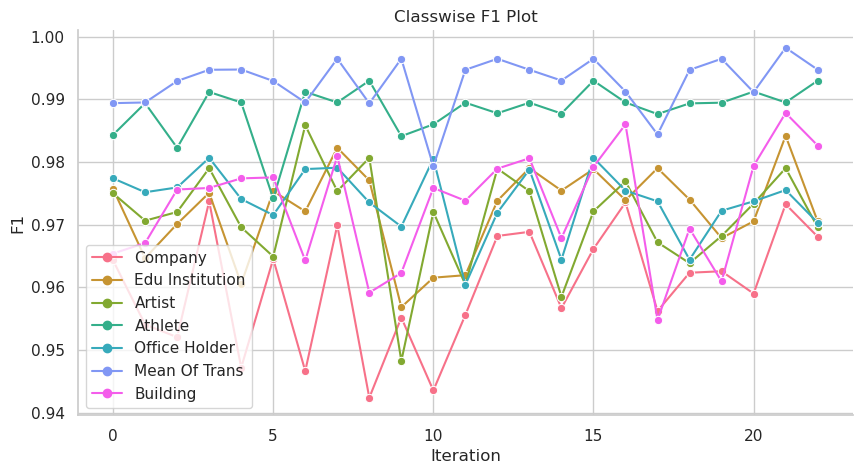 Classwise F1 Plot
1.00
0.99
0.98
0.97
0.96
0.95
0.94
F1
Company
Edu Institution
Artist
Athlete
Office Holder
Mean Of Trans
Building
0 5 10 15 20
Iteration